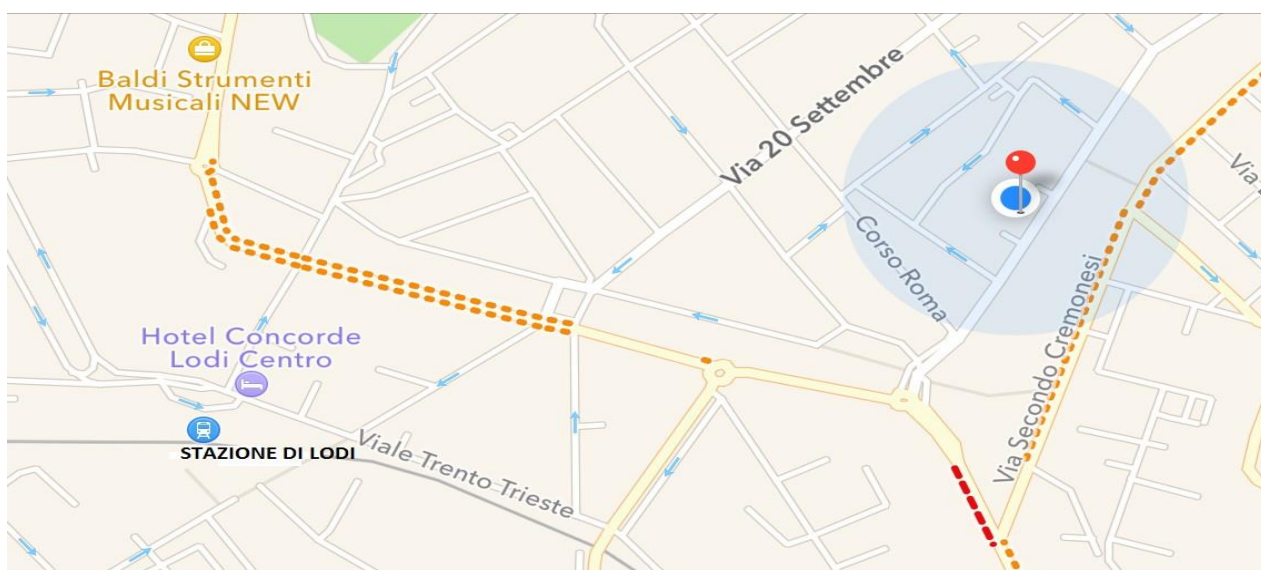 Baldi Strumenti
Musicali NEW
Via 20 Settembre
Corso Roma
Via Secondo Cremonesi
Via
Hotel Concorde
Lodi Centro
STAZIONE DI LODI
Viale Trento Trieste